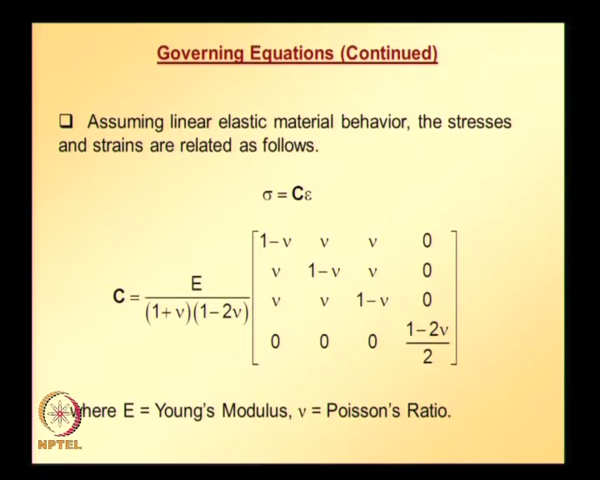 Governing Equations (Continued)
❑ Assuming linear elastic material behavior, the stresses
and strains are related as follows.
σ = Cε
C = E / (1+ν)(1−2ν) [1−ν ν ν 0
ν 1−ν ν 0
ν ν 1−ν 0
0 0 0 1−2ν / 2]
where E = Young's Modulus, ν = Poisson's Ratio.
NPTEL